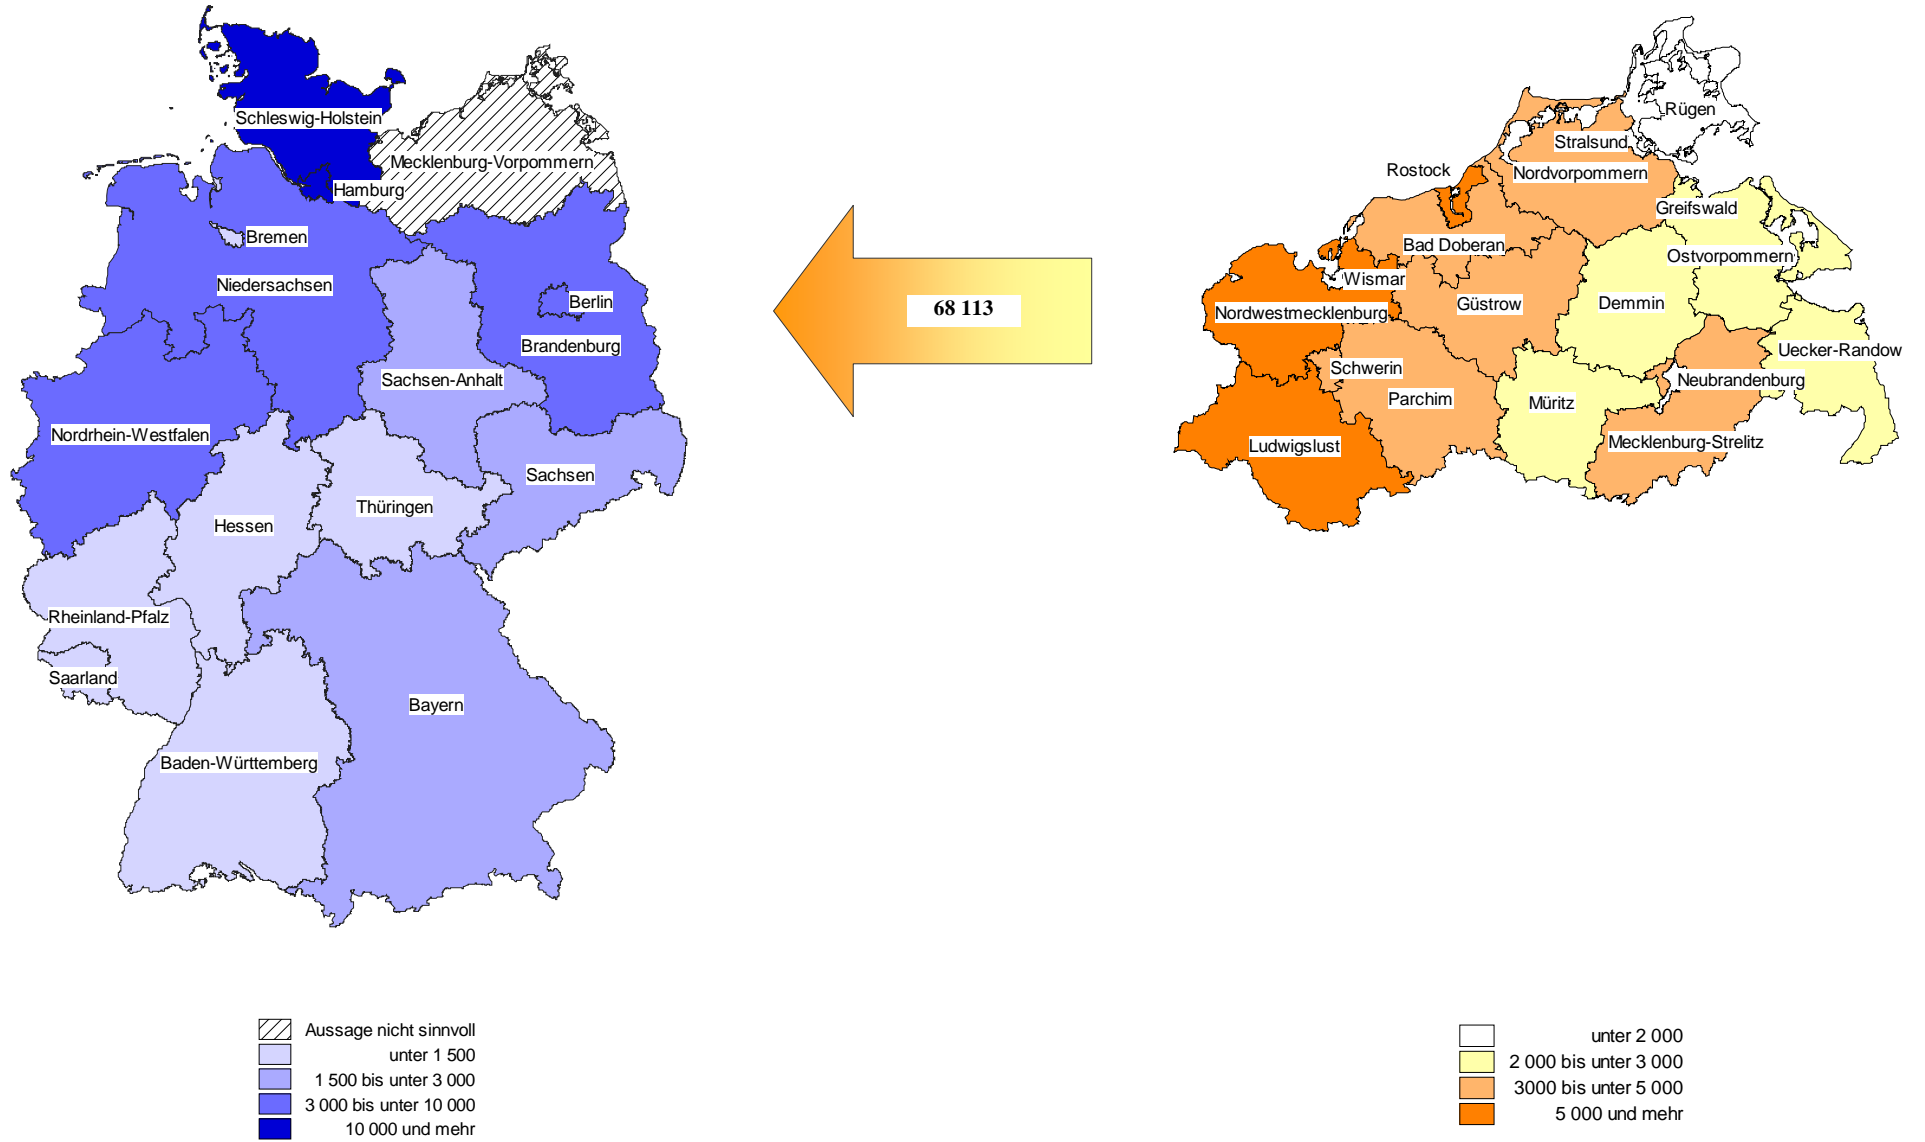 Schleswig-Holstein
Mecklenburg-Vorpommern
Hamburg
Bremen
Niedersachsen
Berlin
Brandenburg
Sachsen-Anhalt
Nordrhein-Westfalen
Sachsen
Thüringen
Hessen
Rheinland-Pfalz
Saarland
Bayern
Baden-Württemberg
68 113
Rügen
Stralsund
Rostock
Nordvorpommern
Greifswald
Bad Doberan
Ostvorpommern
Wismar
Güstrow
Demmin
Nordwestmecklenburg
Uecker-Randow
Schwerin
Neubrandenburg
Parchim
Müritz
Mecklenburg-Strelitz
Ludwigslust
Aussage nicht sinnvoll
unter 1 500
1 500 bis unter 3 000
3 000 bis unter 10 000
10 000 und mehr
unter 2 000
2 000 bis unter 3 000
3000 bis unter 5 000
5 000 und mehr